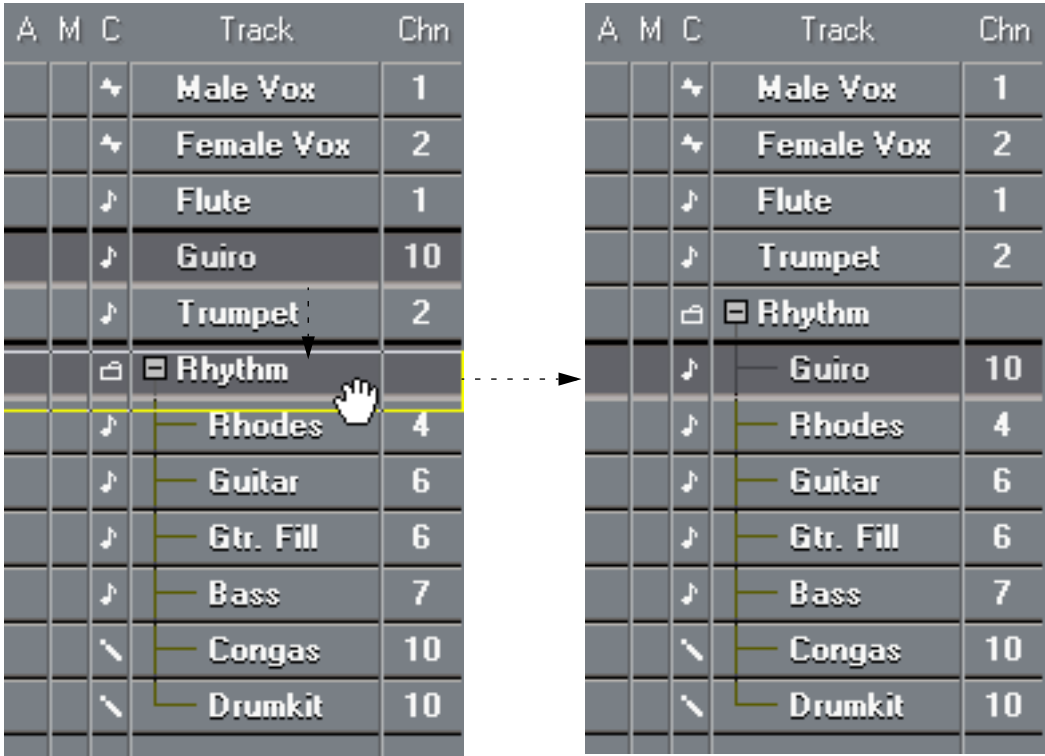 A M C Track Chn
Male Vox 1
Female Vox 2
Flute 1
Guiro 10
Trumpet 2
Rhythm
Rhodes 4
Guitar 6
Gtr. Fill 6
Bass 7
Congas 10
Drumkit 10
A M C Track Chn
Male Vox 1
Female Vox 2
Flute 1
Trumpet 2
Rhythm
Guiro 10
Rhodes 4
Guitar 6
Gtr. Fill 6
Bass 7
Congas 10
Drumkit 10